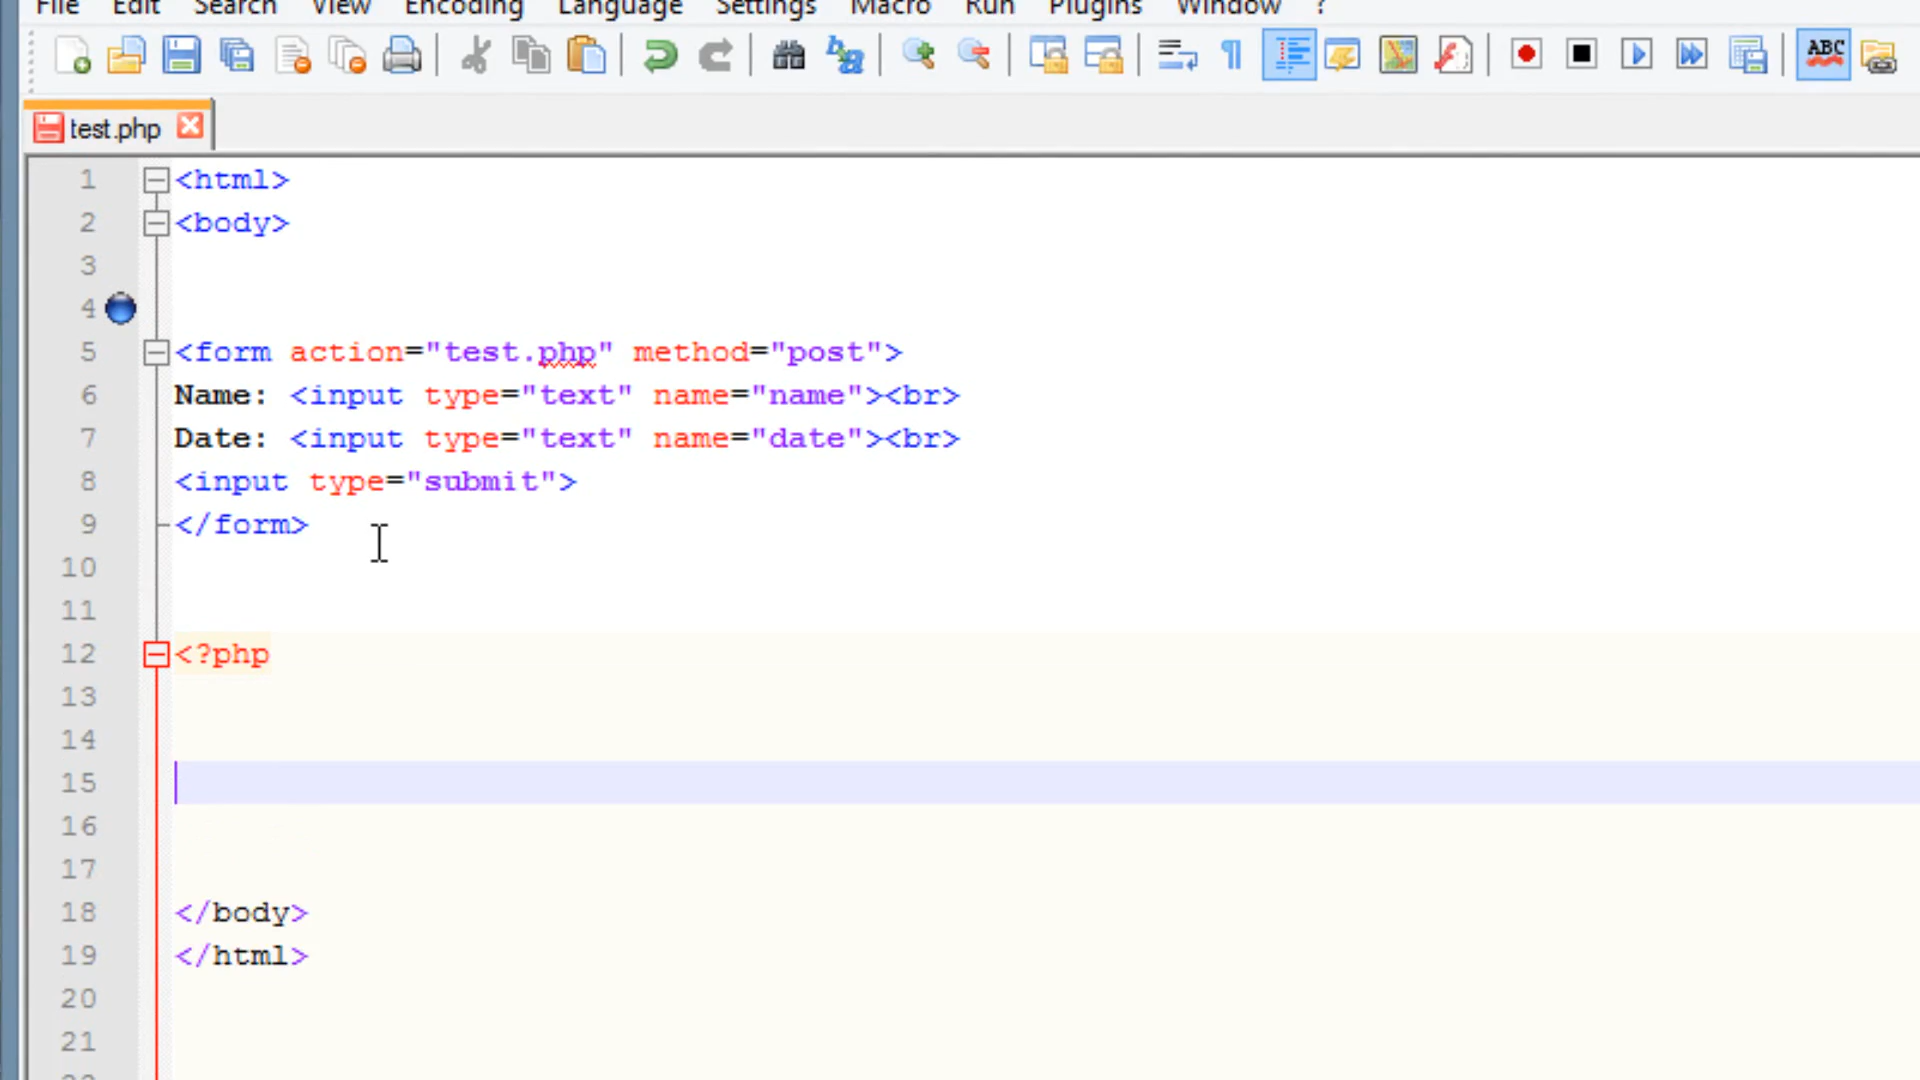 File Edit Search View Encoding Language Settings Macro Run Plugins Window ?
ABC
test.php
1 <html>
2 <body>
3
4
5 <form action="test.php" method="post">
6 Name: <input type="text" name="name"><br>
7 Date: <input type="text" name="date"><br>
8 <input type="submit">
9 </form>
10
11
12 <?php
13
14
15
16
17
18 </body>
19 </html>
20
21